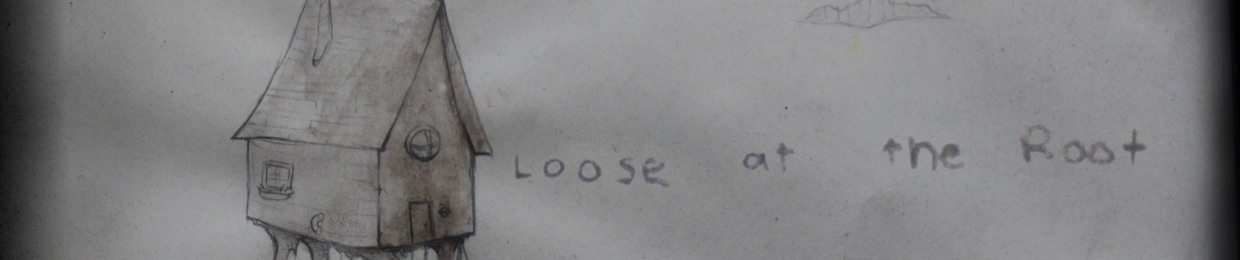 Loose at the Root